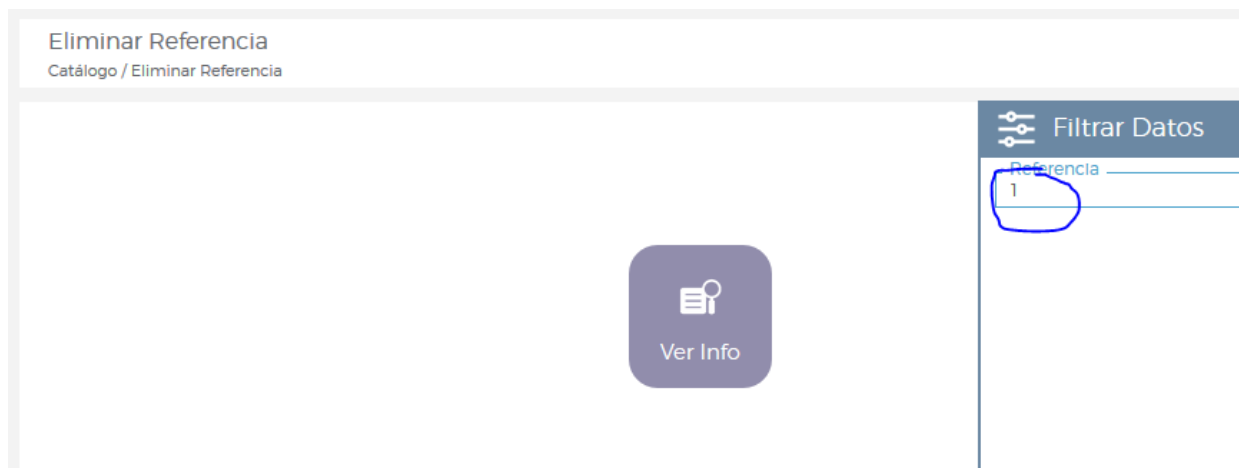 Eliminar Referencia
Catálogo / Eliminar Referencia
Filtrar Datos
Referencia
1
Ver Info